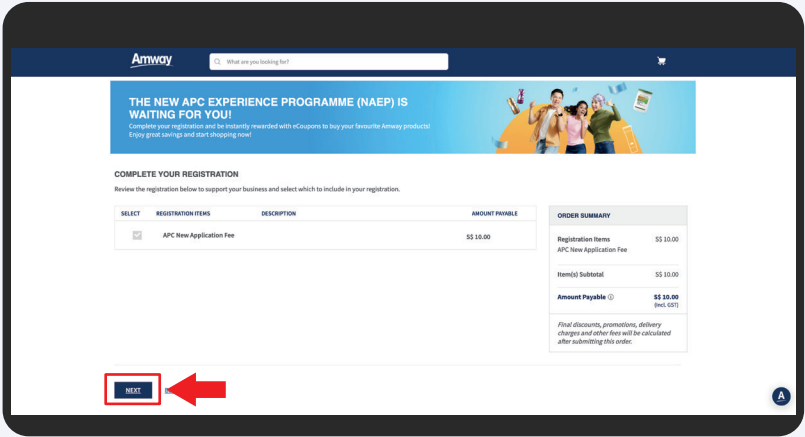 Amway
What are you looking for?
THE NEW APC EXPERIENCE PROGRAMME (NAEP) IS
WAITING FOR YOU!
Complete your registration and be instantly rewarded with eCoupons to buy your favourite Amway products!
Enjoy great savings and start shopping now!
COMPLETE YOUR REGISTRATION
Review the registration below to support your business and select which to include in your registration.
SELECT REGISTRATION ITEMS DESCRIPTION AMOUNT PAYABLE
APC New Application Fee S$ 10.00
ORDER SUMMARY
Registration Items S$ 10.00
APC New Application Fee
Item(s) Subtotal S$ 10.00
Amount Payable S$ 10.00
(Incl. GST)
Final discounts, promotions, delivery
charges and other fees will be calculated
after submitting this order.
NEXT
A